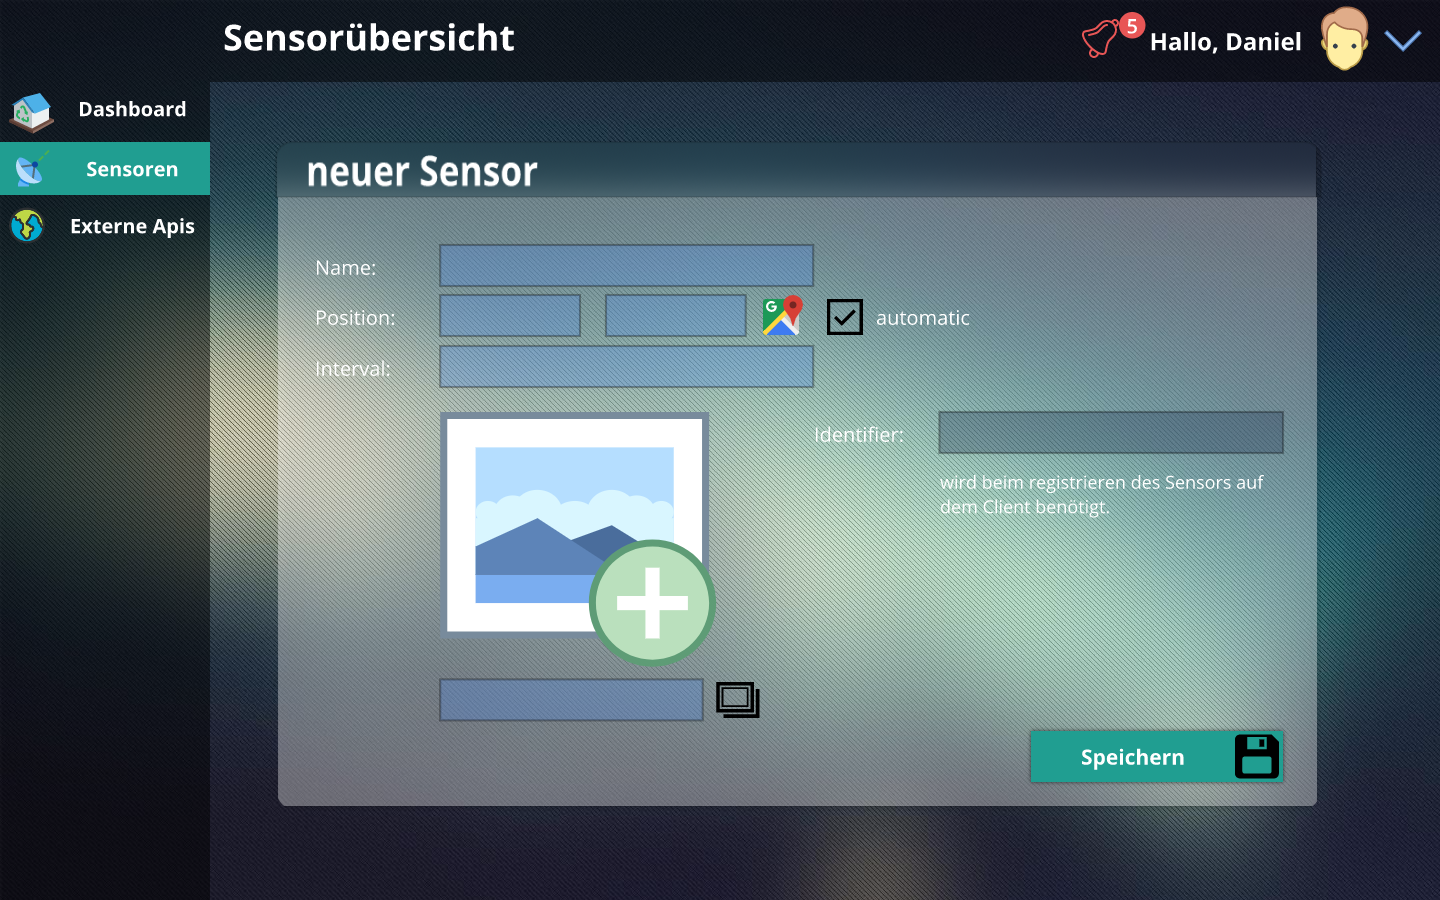 Sensorübersicht
5
Hallo, Daniel
Dashboard
Sensoren
Externe Apis
neuer Sensor
Name:
Position:
G
automatic
Interval:
Identifier:
wird beim registrieren des Sensors auf
dem Client benötigt.
Speichern